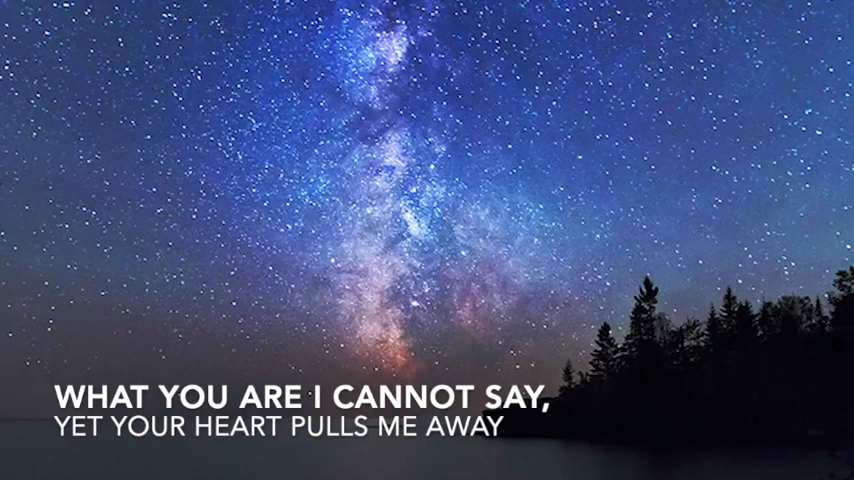 WHAT YOU ARE I CANNOT SAY,
YET YOUR HEART PULLS ME AWAY